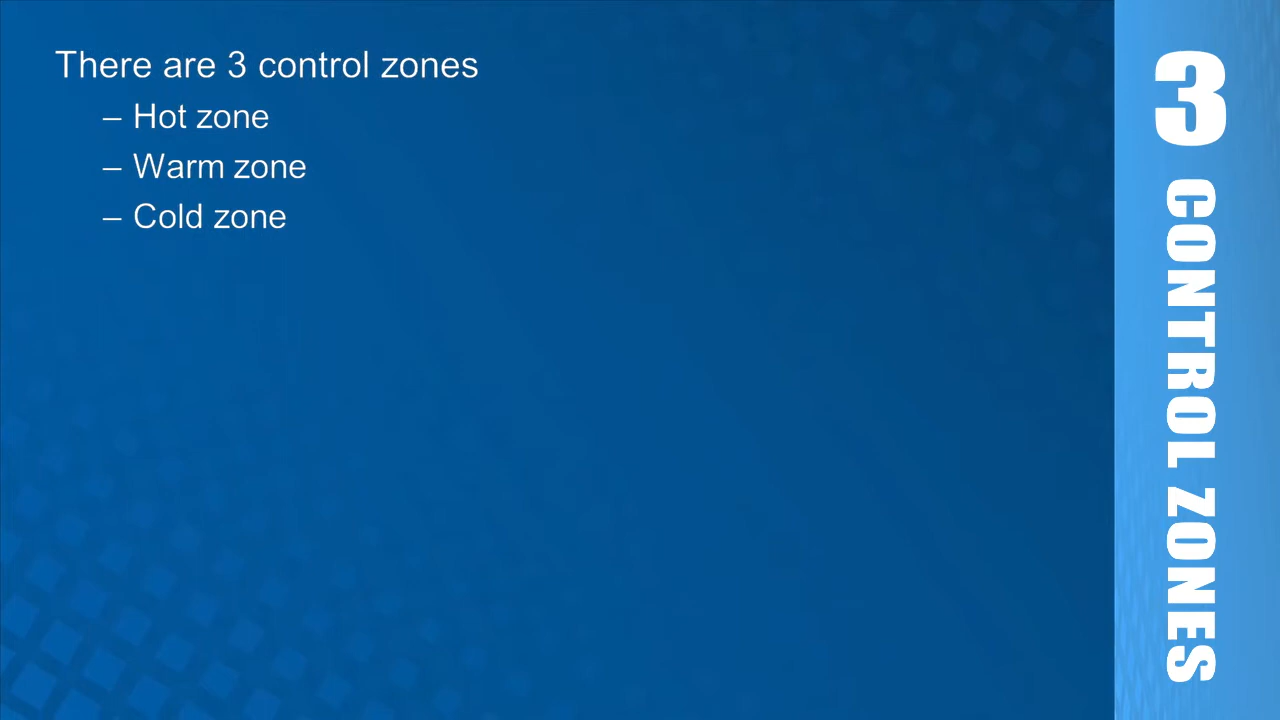 There are 3 control zones
– Hot zone
– Warm zone
– Cold zone
3 CONTROL ZONES